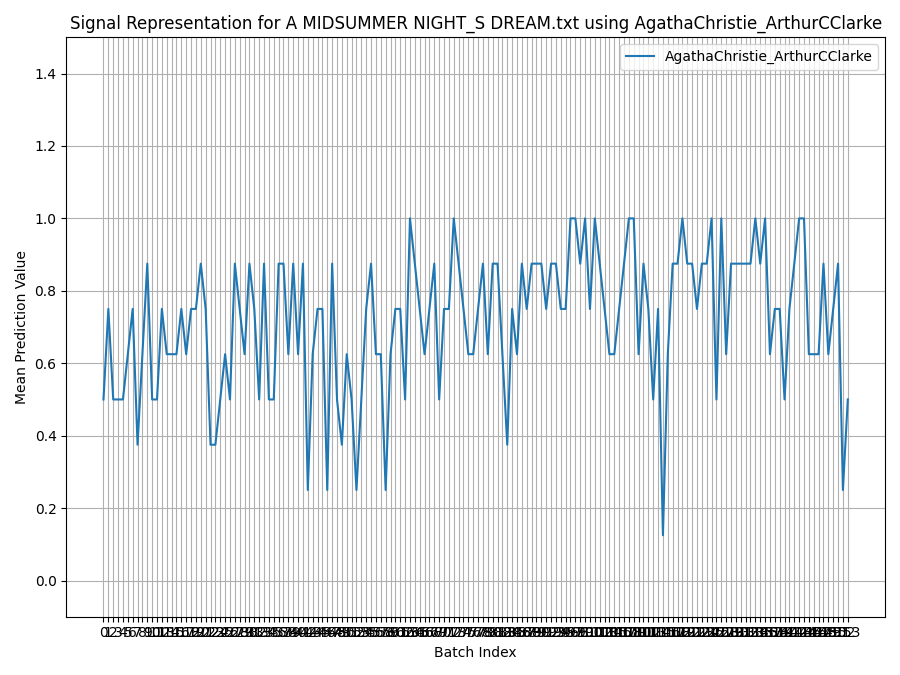 Signal Representation for A MIDSUMMER NIGHT_S DREAM.txt using AgathaChristie_ArthurCClarke
AgathaChristie_ArthurCClarke
1.4
1.2
1.0
0.8
0.6
0.4
0.2
0.0
Mean Prediction Value
Batch Index